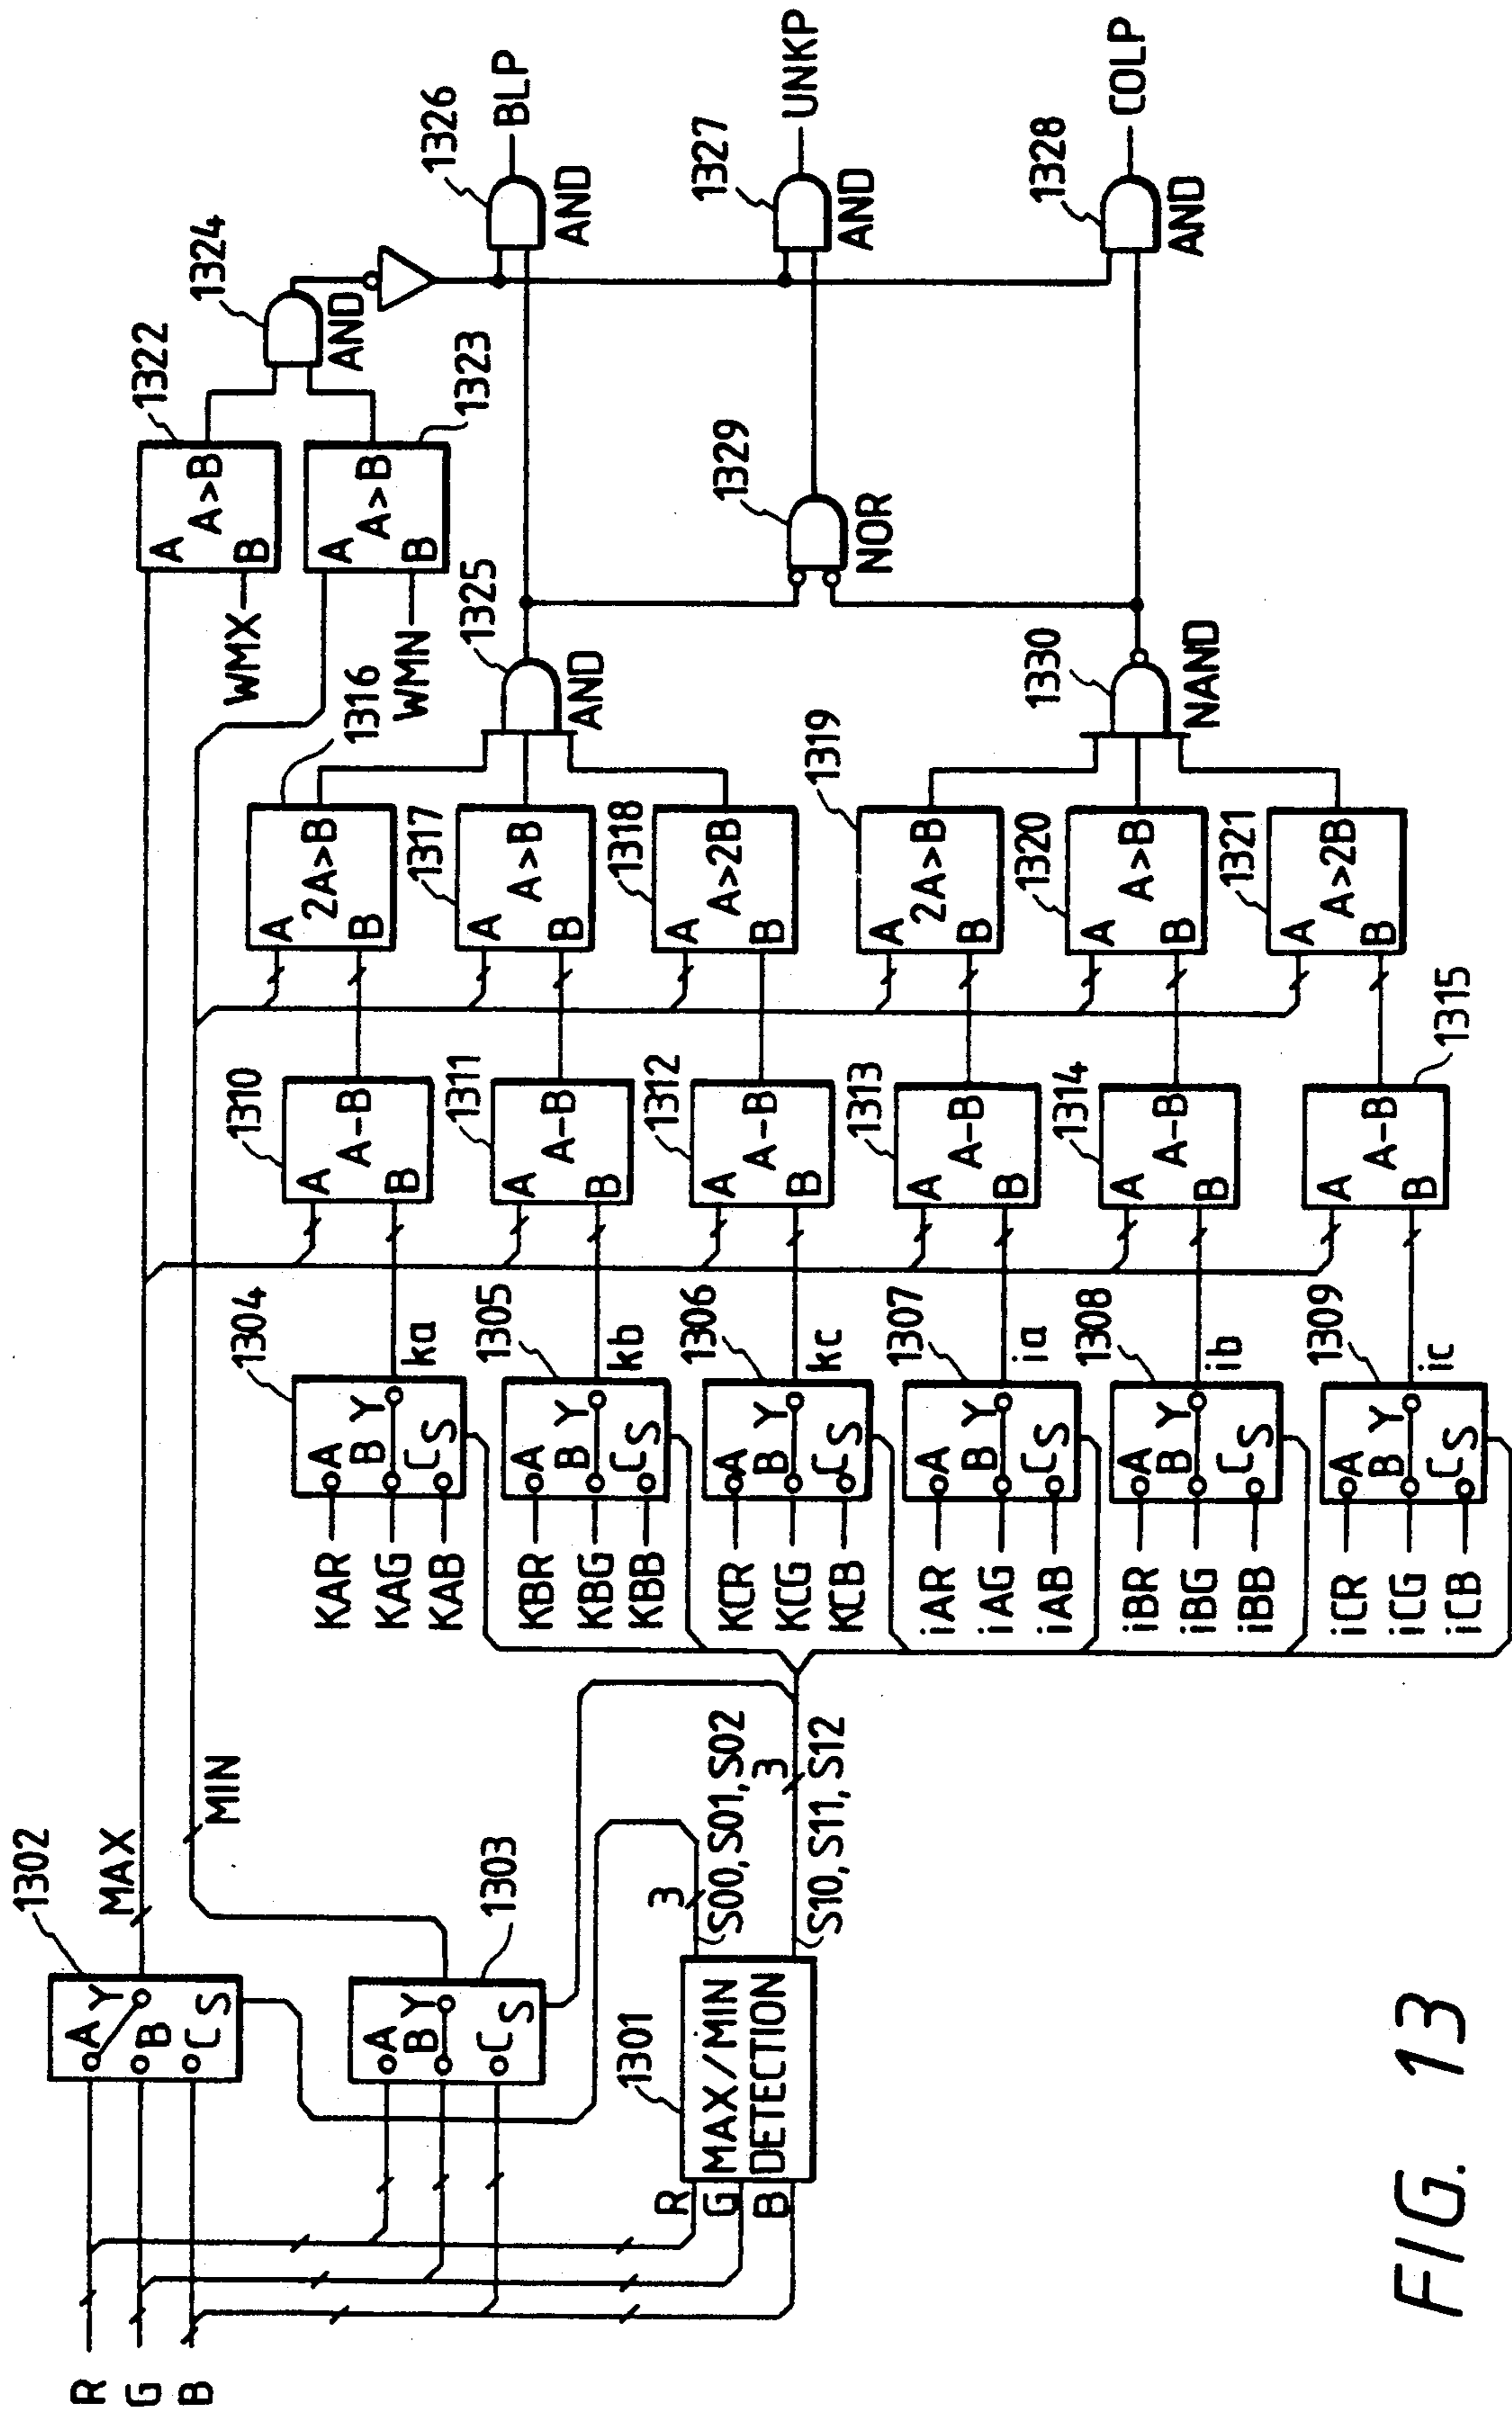 R
G
B
1302
A
B
C
Y
S
MAX
1303
A
B
C
Y
S
MIN
1301
R
G
B
MAX/MIN
DETECTION
3
S00, S01, S02
3
S10, S11, S12
KAR
KAG
KAB
1304
A
B
C
Y
S
ka
KBR
KBG
KBB
1305
A
B
C
Y
S
kb
KCR
KCG
KCB
1306
A
B
C
Y
S
kc
iAR
iAG
iAB
1307
A
B
C
Y
S
ia
iBR
iBG
iBB
1308
A
B
C
Y
S
ib
iCR
iCG
iCB
1309
A
B
C
Y
S
ic
1310
A
A-B
B
1311
A
A-B
B
1312
A
A-B
B
1313
A
A-B
B
1314
A
A-B
B
1315
A
A-B
B
1316
A
2A>B
B
1317
A
A>B
B
1318
A
A>2B
B
1319
A
2A>B
B
1320
A
A>B
B
1321
A
A>2B
B
WMX
1322
A
A>B
B
WMN
1323
A
A>B
B
1324
AND
1325
AND
1330
NAND
1329
NOR
1326
AND
BLP
1327
AND
UNKP
1328
AND
COLP
FIG. 13